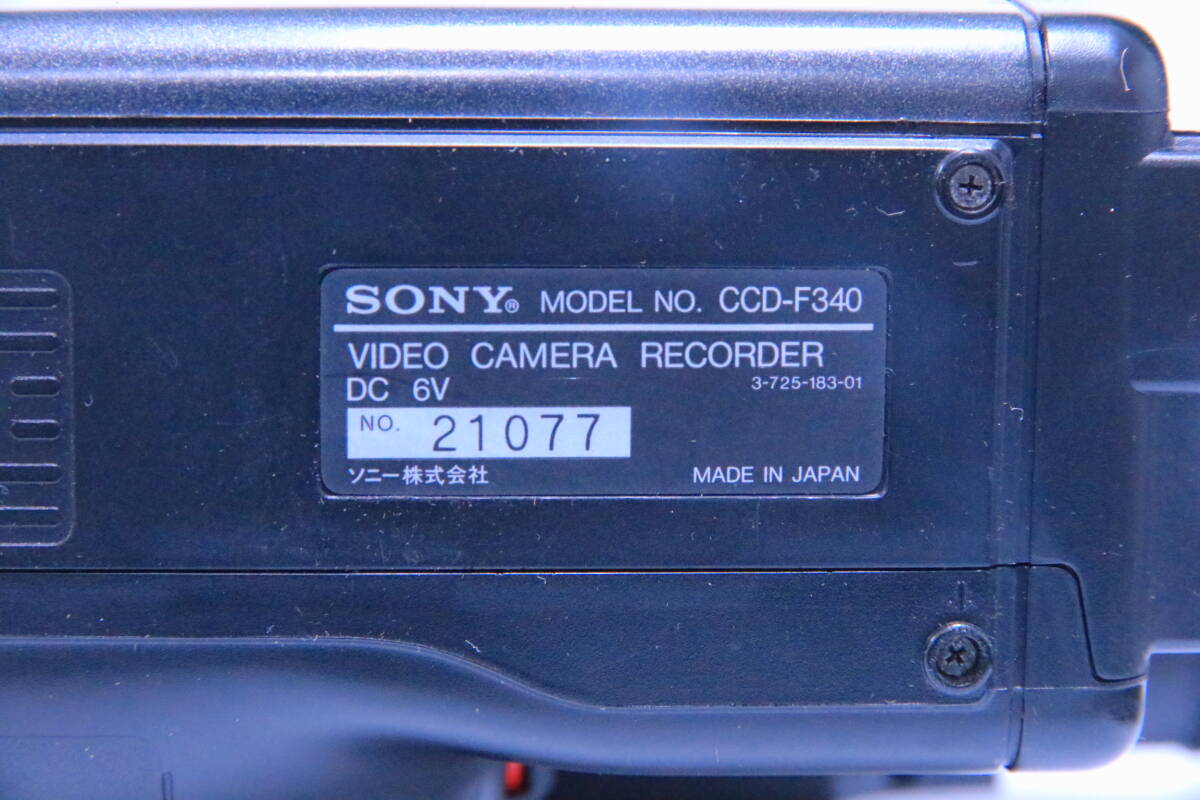 SONY® MODEL NO. CCD-F340
VIDEO CAMERA RECORDER
DC 6V 3-725-183-01
NO. 21077
ソニー株式会社 MADE IN JAPAN